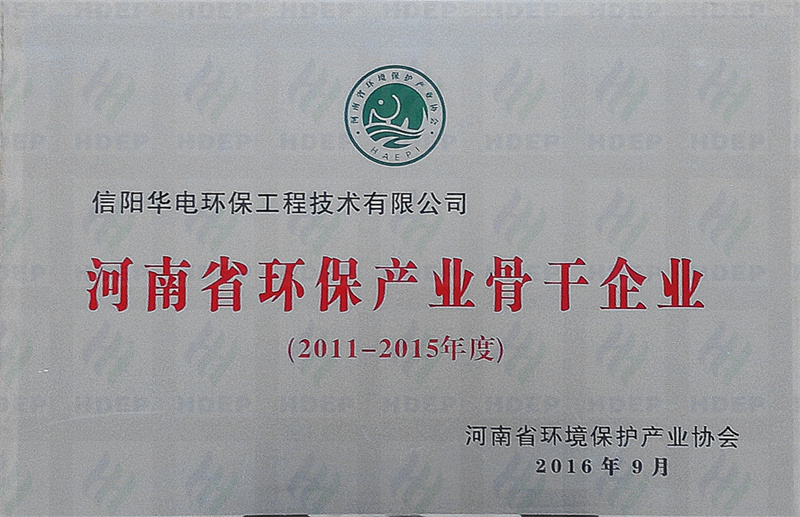 河南省环境保护产业协会
HAEPI
信阳华电环保工程技术有限公司
河南省环保产业骨干企业
(2011-2015年度)
河南省环境保护产业协会
2016年9月
HDEP